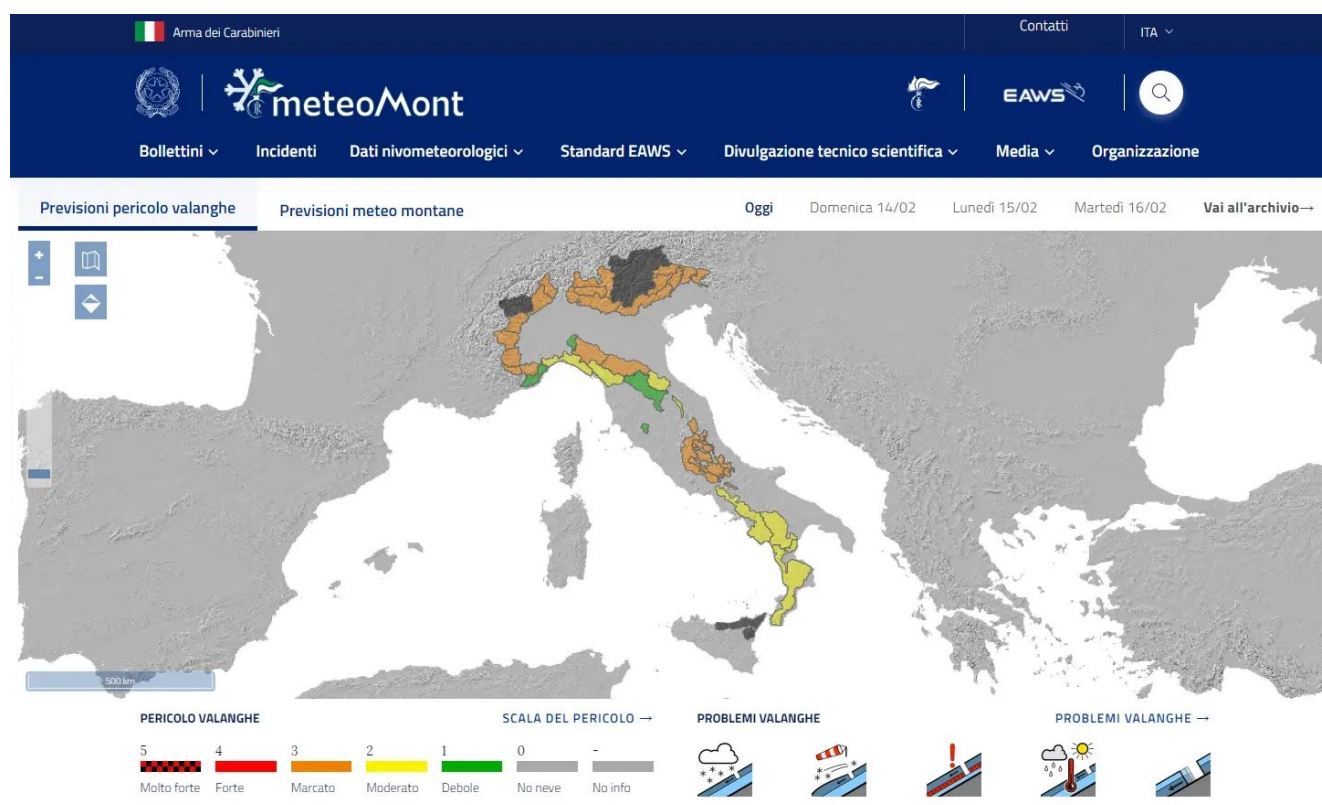 Arma dei Carabinieri
Contatti
ITA
meteoMont
EAWS
Bollettini Incidenti Dati nivometeorologici Standard EAWS Divulgazione tecnico scientifica Media Organizzazione
Previsioni pericolo valanghe Previsioni meteo montane Oggi Domenica 14/02 Lunedì 15/02 Martedì 16/02 Vai all'archivio→
+
-
500 km
PERICOLO VALANGHE SCALA DEL PERICOLO → PROBLEMI VALANGHE PROBLEMI VALANGHE →
5 4 3 2 1 0 -
Molto forte Forte Marcato Moderato Debole No neve No info